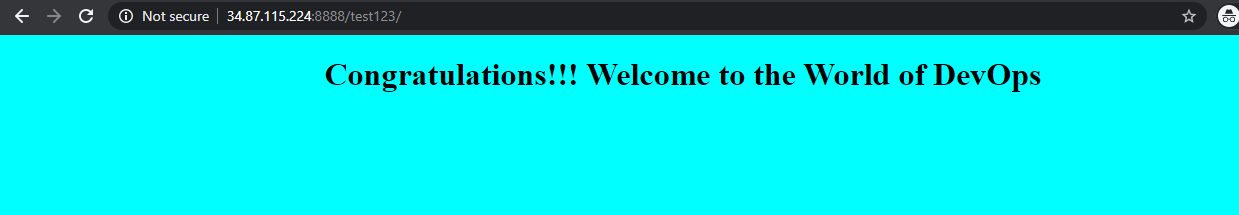 Not secure 34.87.115.224:8888/test123/
Congratulations!!! Welcome to the World of DevOps